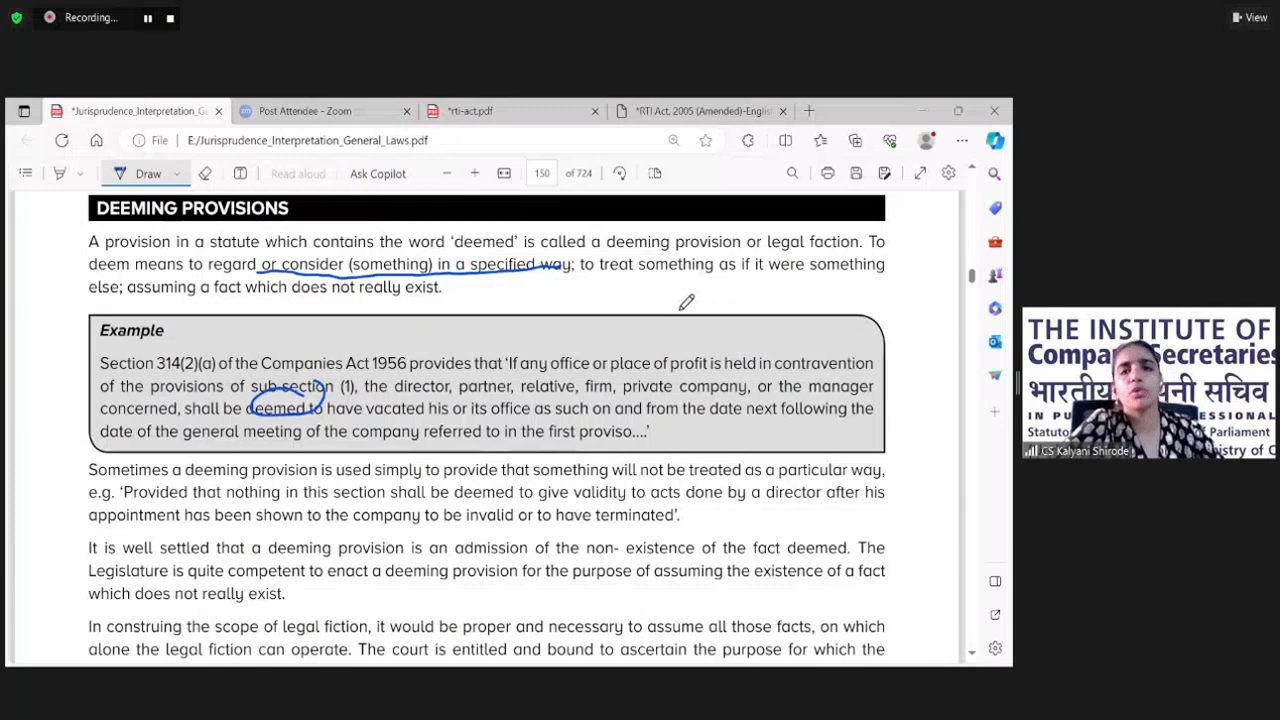 Recording...
View
*Jurisprudence_Interpretation_Ge
Post Attendee - Zoom
*rti-act.pdf
*RTI Act, 2005 (Amended)-Englis
File
E:/Jurisprudence_Interpretation_General_Laws.pdf
Draw
Read aloud
Ask Copilot
150
of 724
DEEMING PROVISIONS
A provision in a statute which contains the word ‘deemed’ is called a deeming provision or legal faction. To
deem means to regard or consider (something) in a specified way; to treat something as if it were something
else; assuming a fact which does not really exist.
Example
Section 314(2)(a) of the Companies Act 1956 provides that ‘If any office or place of profit is held in contravention
of the provisions of sub-section (1), the director, partner, relative, firm, private company, or the manager
concerned, shall be deemed to have vacated his or its office as such on and from the date next following the
date of the general meeting of the company referred to in the first proviso....’
Sometimes a deeming provision is used simply to provide that something will not be treated as a particular way,
e.g. ‘Provided that nothing in this section shall be deemed to give validity to acts done by a director after his
appointment has been shown to the company to be invalid or to have terminated’.
It is well settled that a deeming provision is an admission of the non- existence of the fact deemed. The
Legislature is quite competent to enact a deeming provision for the purpose of assuming the existence of a fact
which does not really exist.
In construing the scope of legal fiction, it would be proper and necessary to assume all those facts, on which
alone the legal fiction can operate. The court is entitled and bound to ascertain the purpose for which the
THE INSTITUTE OF
Company Secretaries
भारतीय नी सचिव
IN PU OFESSIONAL
Statuto f Parliament
istry of C
CS Kalyani Shirode